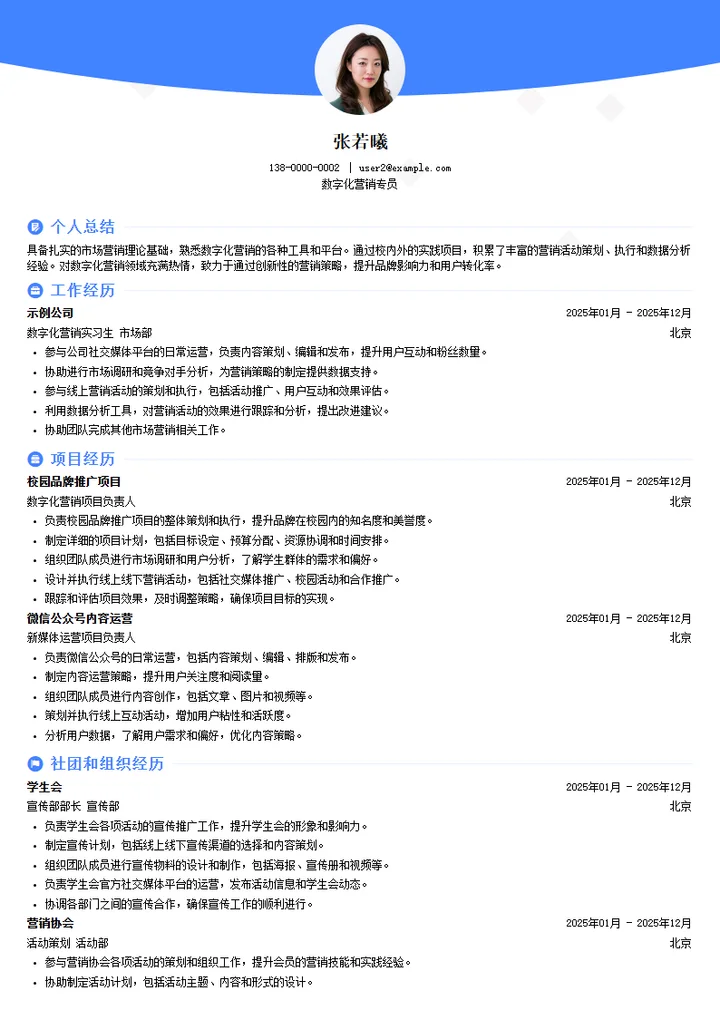 张若曦
138-0000-0002 | user2@example.com
数字化营销专员
个人总结
具备扎实的市场营销理论基础，熟悉数字化营销的各种工具和平台。通过校内外的实践项目，积累了丰富的营销活动策划、执行和数据分析
经验。对数字化营销领域充满热情，致力于通过创新性的营销策略，提升品牌影响力和用户转化率。
工作经历
示创公司 2025年01月 - 2025年12月
数字化营销实习生 市场部 北京
• 参与公司社交媒体平台的日常运营，负责内容策划、编辑和发布，提升用户互动和粉丝数量。
• 协助进行市场调研和竞争对手分析，为营销策略的制定提供数据支持。
• 参与线上营销活动的策划和执行，包括活动推广、用户互动和效果评估。
• 利用数据分析工具，对营销活动的效果进行跟踪和分析，提出改进建议。
• 协助团队完成其他市场营销相关工作。
项目经历
校园品牌推广项目 2025年01月 - 2025年12月
数字化营销项目负责人 北京
• 负责校园品牌推广项目的整体策划和执行，提升品牌在校园内的知名度和美誉度。
• 制定详细的项目计划，包括目标设定、预算分配、资源协调和时间安排。
• 组织团队成员进行市场调研和用户分析，了解学生群体的需求和偏好。
• 设计并执行线上线下营销活动，包括社交媒体推广、校园活动和合作推广。
• 跟踪和评估项目效果，及时调整策略，确保项目目标的实现。
微信公众号内容运营 2025年01月 - 2025年12月
新媒体运营项目负责人 北京
• 负责微信公众号的日常运营，包括内容策划、编辑、排版和发布。
• 制定内容运营策略，提升用户关注度和阅读量。
• 组织团队成员进行内容创作，包括文章、图片和视频等。
• 策划并执行线上互动活动，增加用户粘性和活跃度。
• 分析用户数据，了解用户需求和偏好，优化内容策略。
社团和组织经历
学生会 2025年01月 - 2025年12月
宣传部部长 宣传部 北京
• 负责学生会各项活动的宣传推广工作，提升学生会的形象和影响力。
• 制定宣传计划，包括线上线下宣传渠道的选择和内容策划。
• 组织团队成员进行宣传物料的设计和制作，包括海报、宣传册和视频等。
• 负责学生会官方社交媒体平台的运营，发布活动信息和学生会动态。
• 协调各部门之间的宣传合作，确保宣传工作的顺利进行。
营销协会 2025年01月 - 2025年12月
活动策划 活动部 北京
• 参与营销协会各项活动的策划和组织工作，提升会员的营销技能和实践经验。
• 协助制定活动计划，包括活动主题、内容和形式的设计。